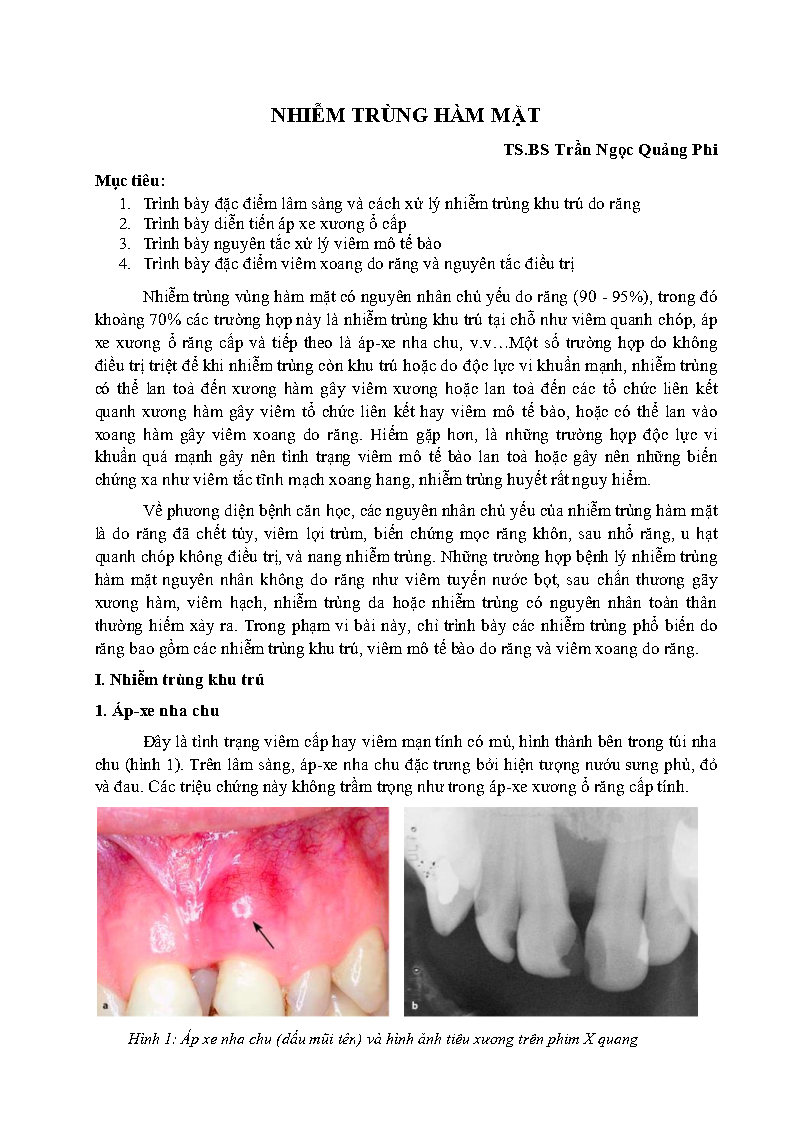 NHIỄM TRÙNG HÀM MẶT
TS.BS Trần Ngọc Quảng Phi
Mục tiêu:
1. Trình bày đặc điểm lâm sàng và cách xử lý nhiễm trùng khu trú do răng
2. Trình bày diễn tiến áp xe xương ổ cấp
3. Trình bày nguyên tắc xử lý viêm mô tế bào
4. Trình bày đặc điểm viêm xoang do răng và nguyên tắc điều trị
Nhiễm trùng vùng hàm mặt có nguyên nhân chủ yếu do răng (90 - 95%), trong đó
khoảng 70% các trường hợp này là nhiễm trùng khu trú tại chỗ như viêm quanh chóp, áp
xe xương ổ răng cấp và tiếp theo là áp-xe nha chu, v.v…Một số trường hợp do không
điều trị triệt để khi nhiễm trùng còn khu trú hoặc do độc lực vi khuẩn mạnh, nhiễm trùng
có thể lan toả đến xương hàm gây viêm xương hoặc lan toả đến các tổ chức liên kết
quanh xương hàm gây viêm tổ chức liên kết hay viêm mô tế bào, hoặc có thể lan vào
xoang hàm gây viêm xoang do răng. Hiếm gặp hơn, là những trường hợp độc lực vi
khuẩn quá mạnh gây nên tình trạng viêm mô tế bào lan toả hoặc gây nên những biến
chứng xa như viêm tắc tĩnh mạch xoang hang, nhiễm trùng huyết rất nguy hiểm.
Về phương diện bệnh căn học, các nguyên nhân chủ yếu của nhiễm trùng hàm mặt
là do răng đã chết tủy, viêm lợi trùm, biến chứng mọc răng khôn, sau nhổ răng, u hạt
quanh chóp không điều trị, và nang nhiễm trùng. Những trường hợp bệnh lý nhiễm trùng
hàm mặt nguyên nhân không do răng như viêm tuyến nước bọt, sau chấn thương gãy
xương hàm, viêm hạch, nhiễm trùng da hoặc nhiễm trùng có nguyên nhân toàn thân
thường hiếm xảy ra. Trong phạm vi bài này, chỉ trình bày các nhiễm trùng phổ biến do
răng bao gồm các nhiễm trùng khu trú, viêm mô tế bào do răng và viêm xoang do răng.
I. Nhiễm trùng khu trú
1. Áp-xe nha chu
Đây là tình trạng viêm cấp hay viêm mạn tính có mủ, hình thành bên trong túi nha
chu (hình 1). Trên lâm sàng, áp-xe nha chu đặc trưng bởi hiện tượng nướu sưng phù, đỏ
và đau. Các triệu chứng này không trầm trọng như trong áp-xe xương ổ răng cấp tính.
a
b
Hình 1: Áp xe nha chu (dấu mũi tên) và hình ảnh tiêu xương trên phim X quang